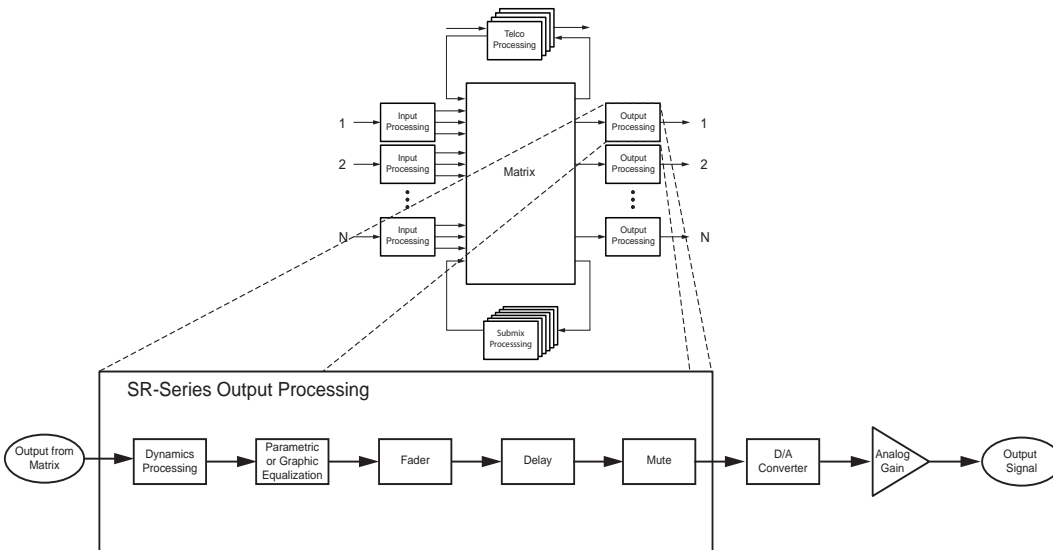 Telco
Processing
1
Input
Processing
Output
Processing
1
2
Input
Processing
Matrix
Output
Processing
2
N
Input
Processing
Output
Processing
N
Submix
Processsing
SR-Series Output Processing
Output from
Matrix
Dynamics
Processing
Parametric
or Graphic
Equalization
Fader
Delay
Mute
D/A
Converter
Analog
Gain
Output
Signal